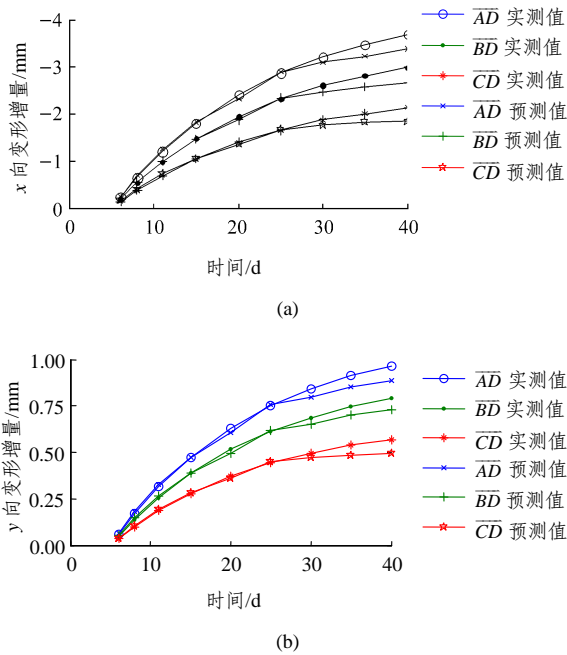 −4
−3
−2
−1
0
x 向变形增量/mm
0 10 20 30 40
时间/d
AD 实测值
BD 实测值
CD 实测值
AD 预测值
BD 预测值
CD 预测值
(a)
1.00
0.75
0.50
0.25
0.00
y 向变形增量/mm
0 10 20 30 40
时间/d
AD 实测值
BD 实测值
CD 实测值
AD 预测值
BD 预测值
CD 预测值
(b)